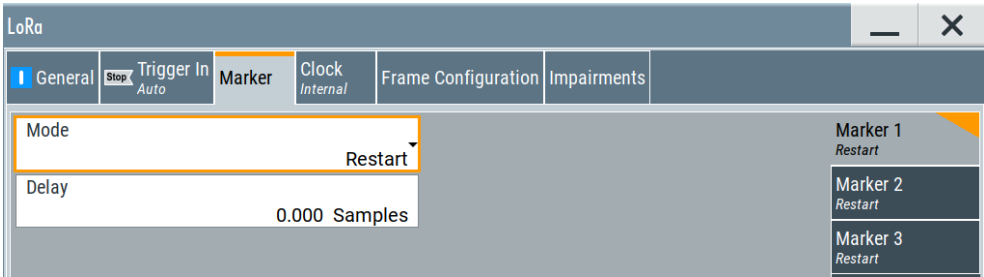 LoRa
General
Stop
Trigger In
Auto
Marker
Clock
Internal
Frame Configuration
Impairments
Mode
Restart
Delay
0.000 Samples
Marker 1
Restart
Marker 2
Restart
Marker 3
Restart